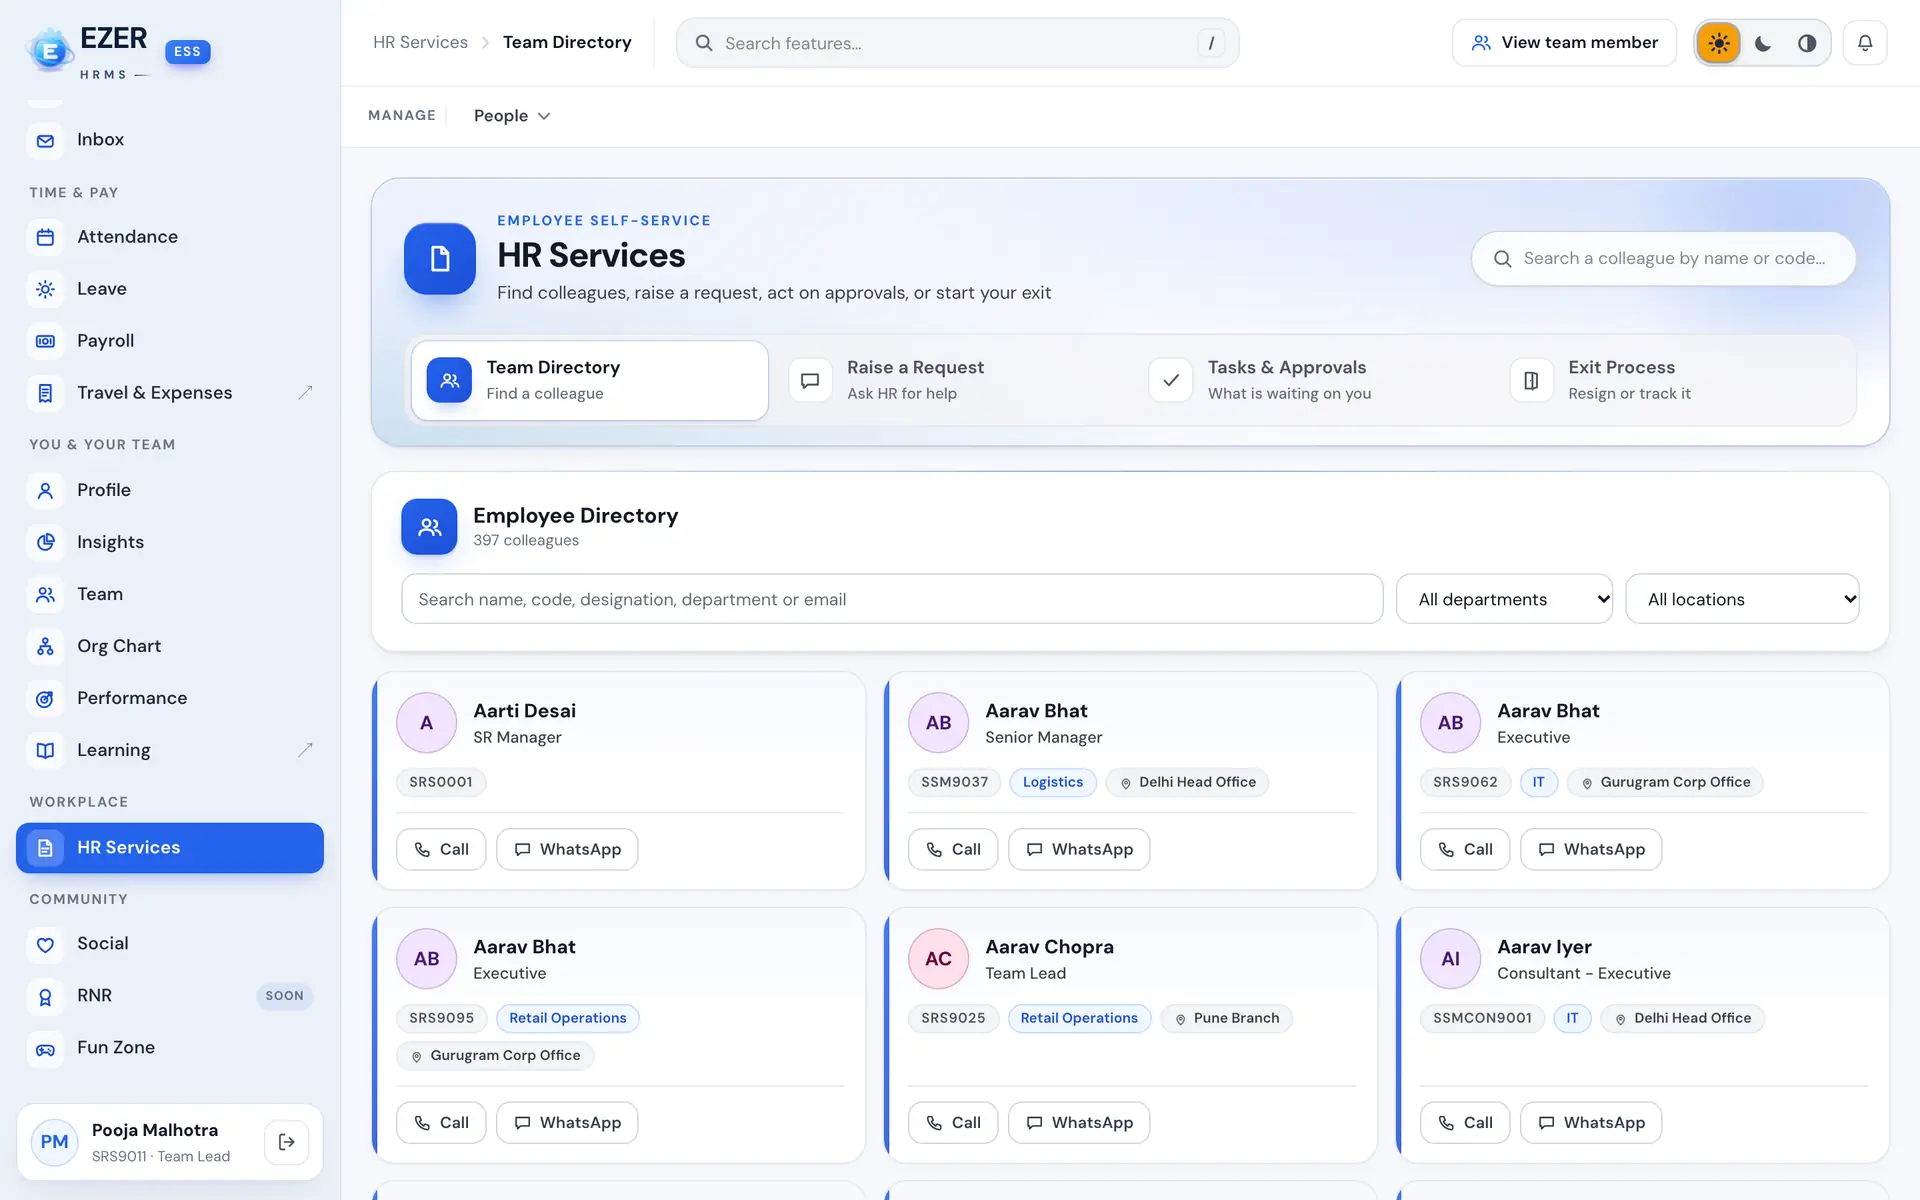 EZER
HRMS
ESS
Inbox
TIME & PAY
Attendance
Leave
Payroll
Travel & Expenses
YOU & YOUR TEAM
Profile
Insights
Team
Org Chart
Performance
Learning
WORKPLACE
HR Services
COMMUNITY
Social
RNR
SOON
Fun Zone
PM
Pooja Malhotra
SRS9011 · Team Lead
HR Services
Team Directory
Search features...
/
View team member
MANAGE
People
EMPLOYEE SELF-SERVICE
HR Services
Find colleagues, raise a request, act on approvals, or start your exit
Search a colleague by name or code...
Team Directory
Find a colleague
Raise a Request
Ask HR for help
Tasks & Approvals
What is waiting on you
Exit Process
Resign or track it
Employee Directory
397 colleagues
Search name, code, designation, department or email
All departments
All locations
A
Aarti Desai
SR Manager
SRS0001
Call
WhatsApp
AB
Aarav Bhat
Senior Manager
SSM9037
Logistics
Delhi Head Office
Call
WhatsApp
AB
Aarav Bhat
Executive
SRS9062
IT
Gurugram Corp Office
Call
WhatsApp
AB
Aarav Bhat
Executive
SRS9095
Retail Operations
Gurugram Corp Office
Call
WhatsApp
AC
Aarav Chopra
Team Lead
SRS9025
Retail Operations
Pune Branch
Call
WhatsApp
AI
Aarav Iyer
Consultant - Executive
SSMCON9001
IT
Delhi Head Office
Call
WhatsApp